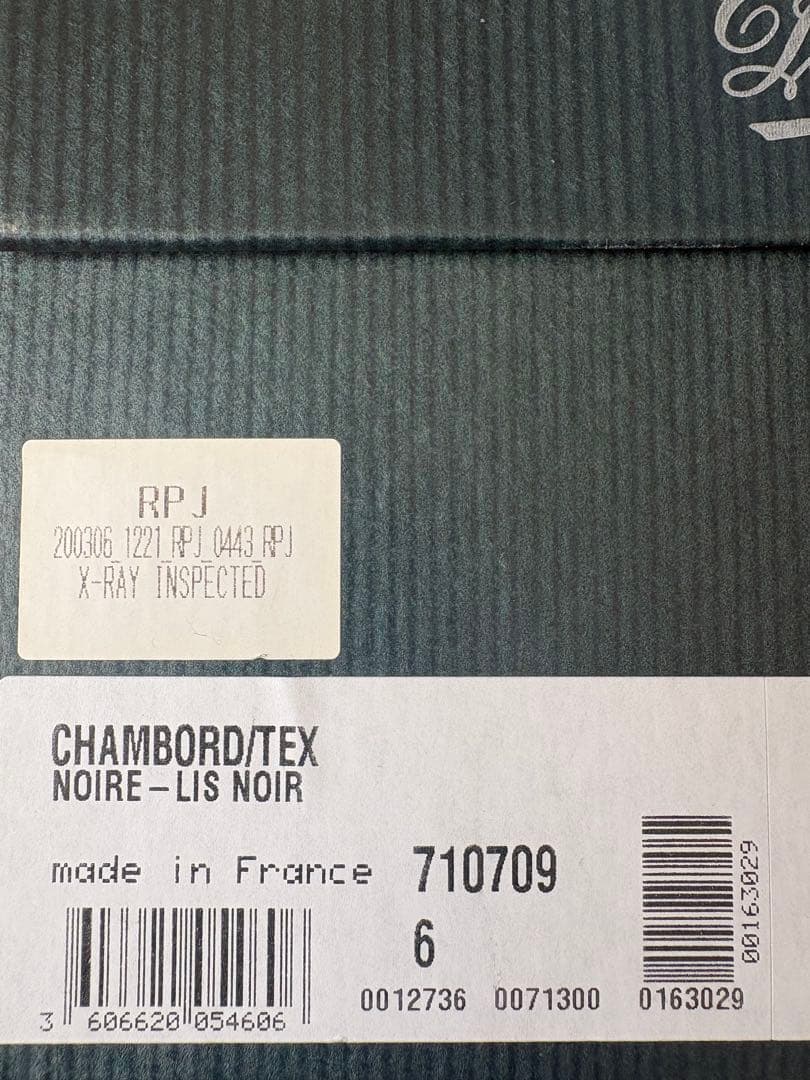 RPJ
200306_1221_RPJ_0443_RPJ
X-RAY INSPECTED
CHAMBORD/TEX
NOIRE–LIS NOIR
made in France 710709
6
00163029
3 606620 054606
0012736 0071300 0163029